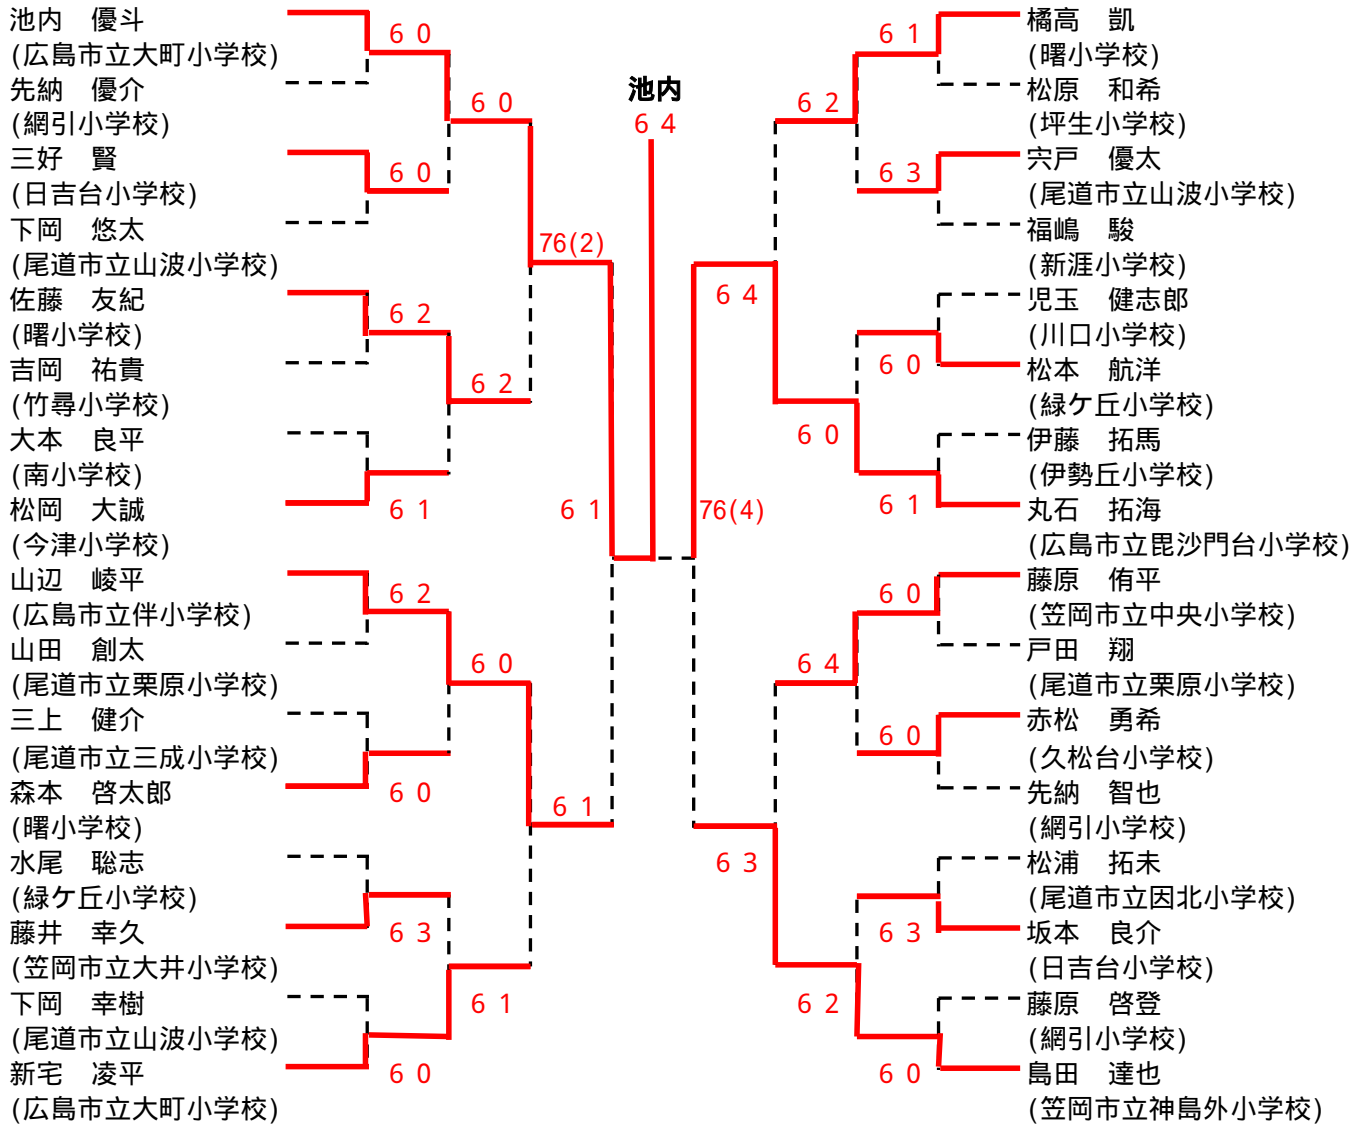 池内　優斗
(広島市立大町小学校)
先納　優介
(網引小学校)
三好　賢
(日吉台小学校)
下岡　悠太
(尾道市立山波小学校)
佐藤　友紀
(曙小学校)
吉岡　祐貴
(竹尋小学校)
大本　良平
(南小学校)
松岡　大誠
(今津小学校)
山辺　崚平
(広島市立伴小学校)
山田　創太
(尾道市立栗原小学校)
三上　健介
(尾道市立三成小学校)
森本　啓太郎
(曙小学校)
水尾　聡志
(緑ケ丘小学校)
藤井　幸久
(笠岡市立大井小学校)
下岡　幸樹
(尾道市立山波小学校)
新宅　凌平
(広島市立大町小学校)
6 0
6 0
6 2
6 1
6 2
6 0
6 3
6 0
6 0
6 2
6 0
6 1
76(2)
6 1
6 1
池内
6 4
76(4)
6 4
6 3
6 2
6 0
6 4
6 2
6 1
6 3
6 0
6 1
6 0
6 0
6 3
6 0
橘高　凱
(曙小学校)
松原　和希
(坪生小学校)
宍戸　優太
(尾道市立山波小学校)
福嶋　駿
(新涯小学校)
児玉　健志郎
(川口小学校)
松本　航洋
(緑ケ丘小学校)
伊藤　拓馬
(伊勢丘小学校)
丸石　拓海
(広島市立毘沙門台小学校)
藤原　侑平
(笠岡市立中央小学校)
戸田　翔
(尾道市立栗原小学校)
赤松　勇希
(久松台小学校)
先納　智也
(網引小学校)
松浦　拓未
(尾道市立因北小学校)
坂本　良介
(日吉台小学校)
藤原　啓登
(網引小学校)
島田　達也
(笠岡市立神島外小学校)